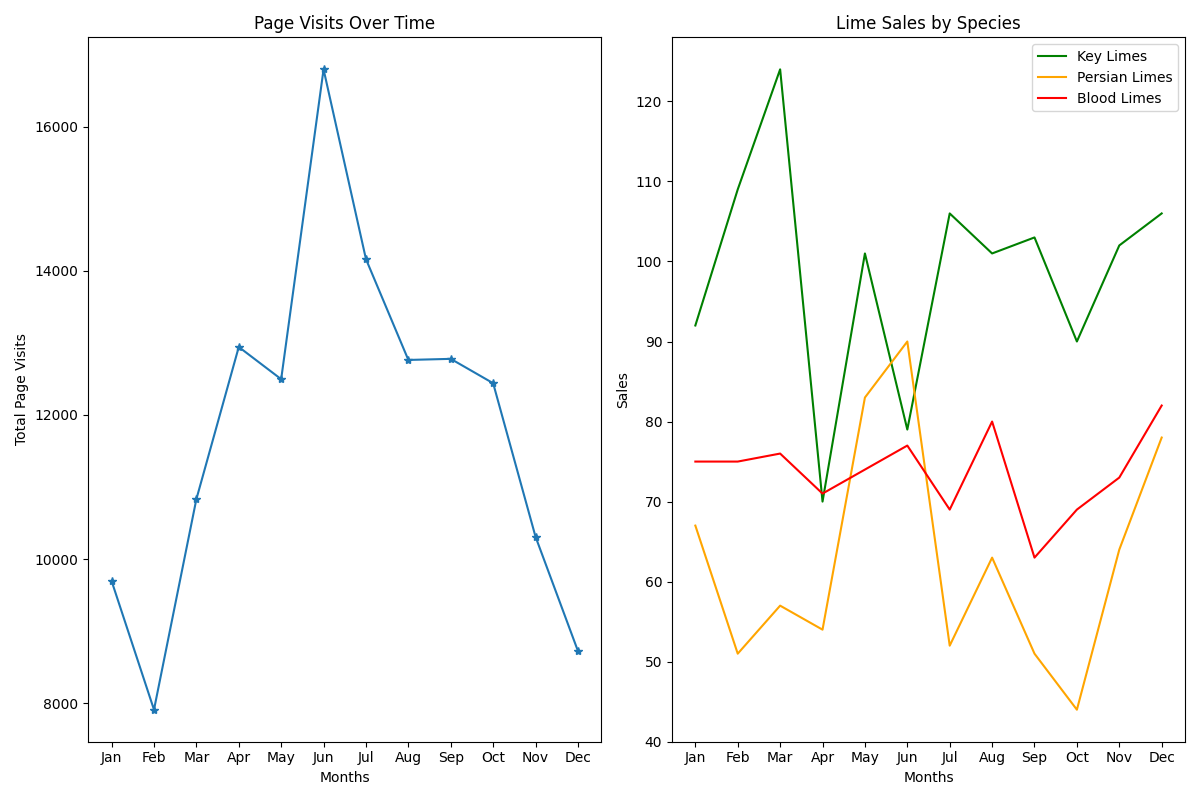 Page Visits Over Time
Total Page Visits
16000
14000
12000
10000
8000
Jan Feb Mar Apr May Jun Jul Aug Sep Oct Nov Dec
Months
Lime Sales by Species
Key Limes
Persian Limes
Blood Limes
Sales
120
110
100
90
80
70
60
50
40
Jan Feb Mar Apr May Jun Jul Aug Sep Oct Nov Dec
Months